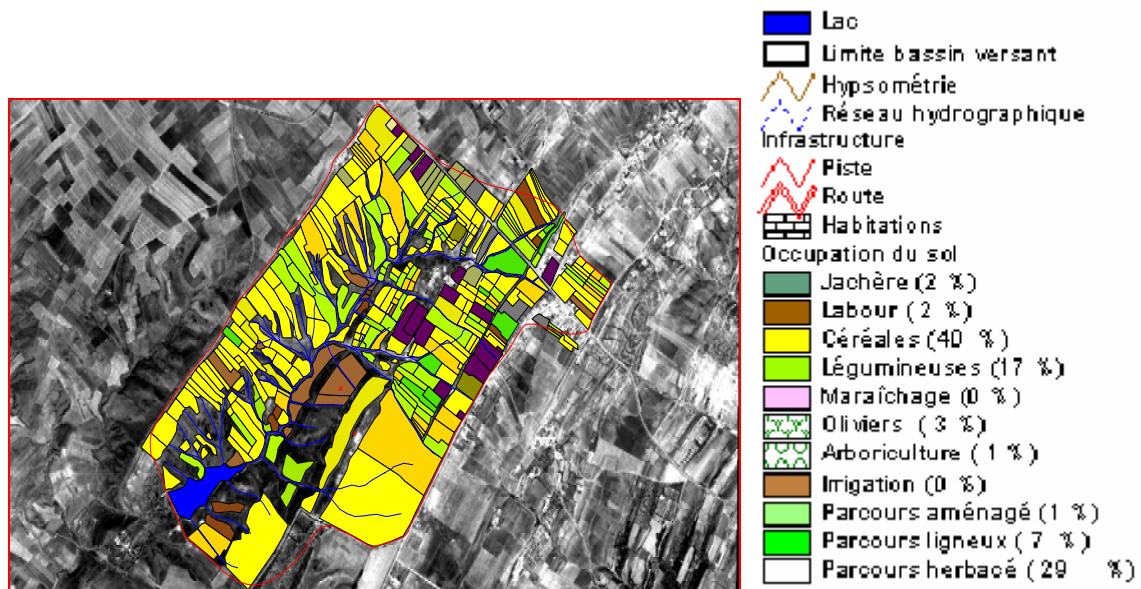 Lac
Limite bassin versant
Hypsométrie
Réseau hydrographique
Infrastructure
Piste
Route
Habitations
Occupation du sol
Jachère (2 %)
Labour ( 2 %)
Céréales (40 %)
Légumineuses (17 %)
Maraîchage (0 %)
Oliviers ( 3 %)
Arboriculture ( 1 %)
Irrigation (0 %)
Parcours aménagé (1 %)
Parcours ligneux ( 7 %)
Parcours herbacé ( 29 %)